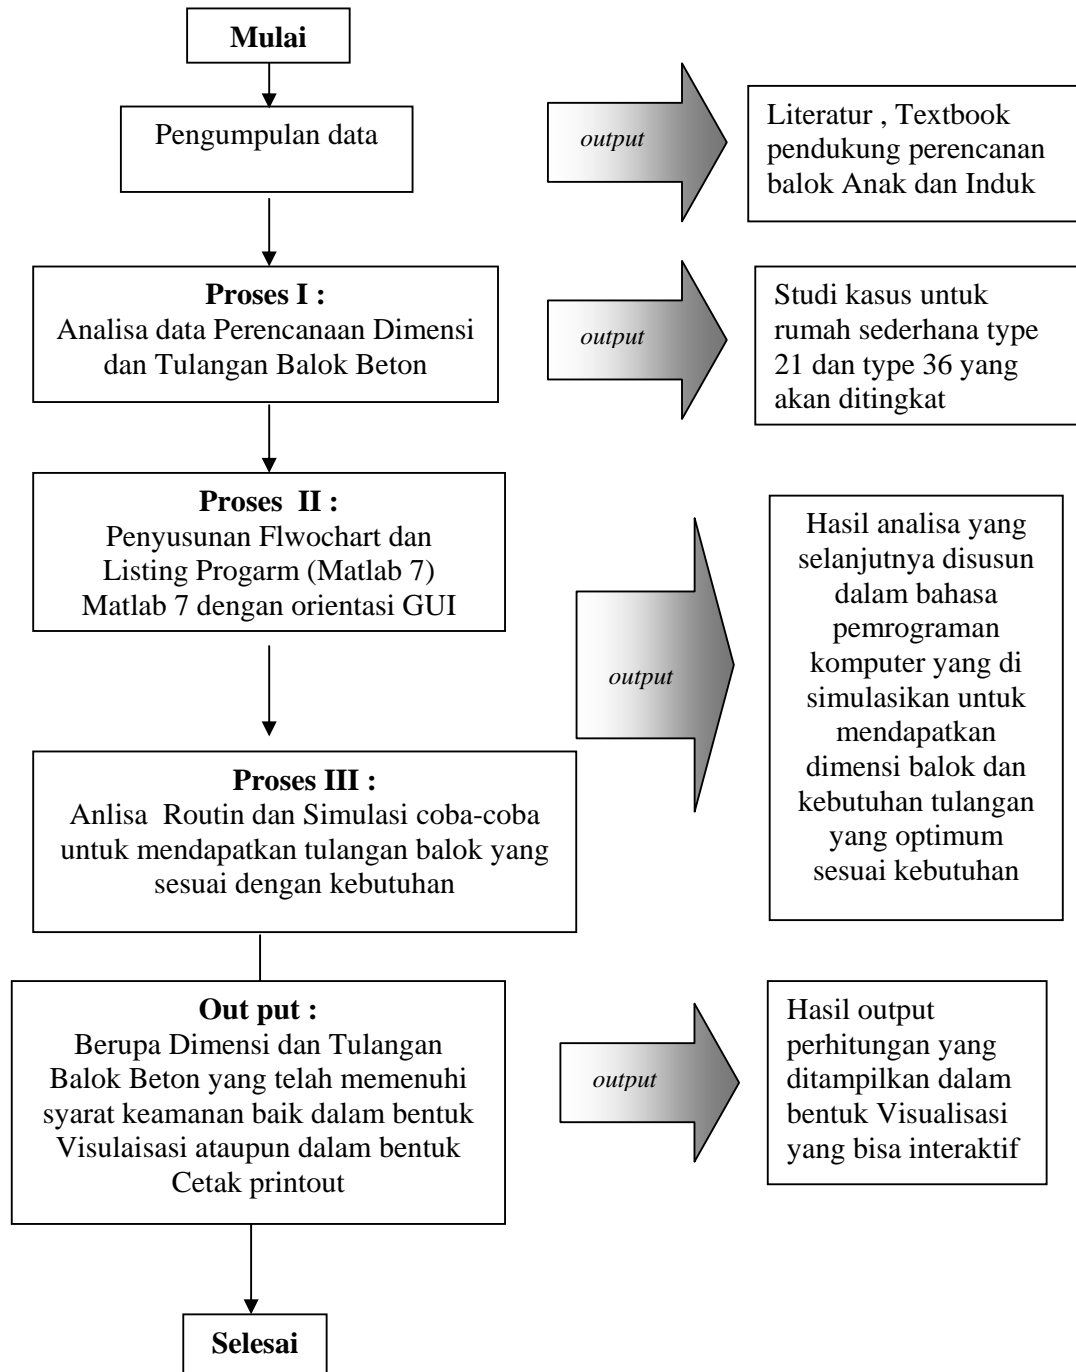 Mulai
Pengumpulan data
output
Literatur , Textbook
pendukung perencanan
balok Anak dan Induk
Proses I :
Analisa data Perencanaan Dimensi
dan Tulangan Balok Beton
output
Studi kasus untuk
rumah sederhana type
21 dan type 36 yang
akan ditingkat
Proses  II :
Penyusunan Flwochart dan
Listing Progarm (Matlab 7)
Matlab 7 dengan orientasi GUI
output
Hasil analisa yang
selanjutnya disusun
dalam bahasa
pemrograman
komputer yang di
simulasikan untuk
mendapatkan
dimensi balok dan
kebutuhan tulangan
yang optimum
sesuai kebutuhan
Proses III :
Anlisa  Routin dan Simulasi coba-coba
untuk mendapatkan tulangan balok yang
sesuai dengan kebutuhan
Out put :
Berupa Dimensi dan Tulangan
Balok Beton yang telah memenuhi
syarat keamanan baik dalam bentuk
Visulaisasi ataupun dalam bentuk
Cetak printout
output
Hasil output
perhitungan yang
ditampilkan dalam
bentuk Visualisasi
yang bisa interaktif
Selesai